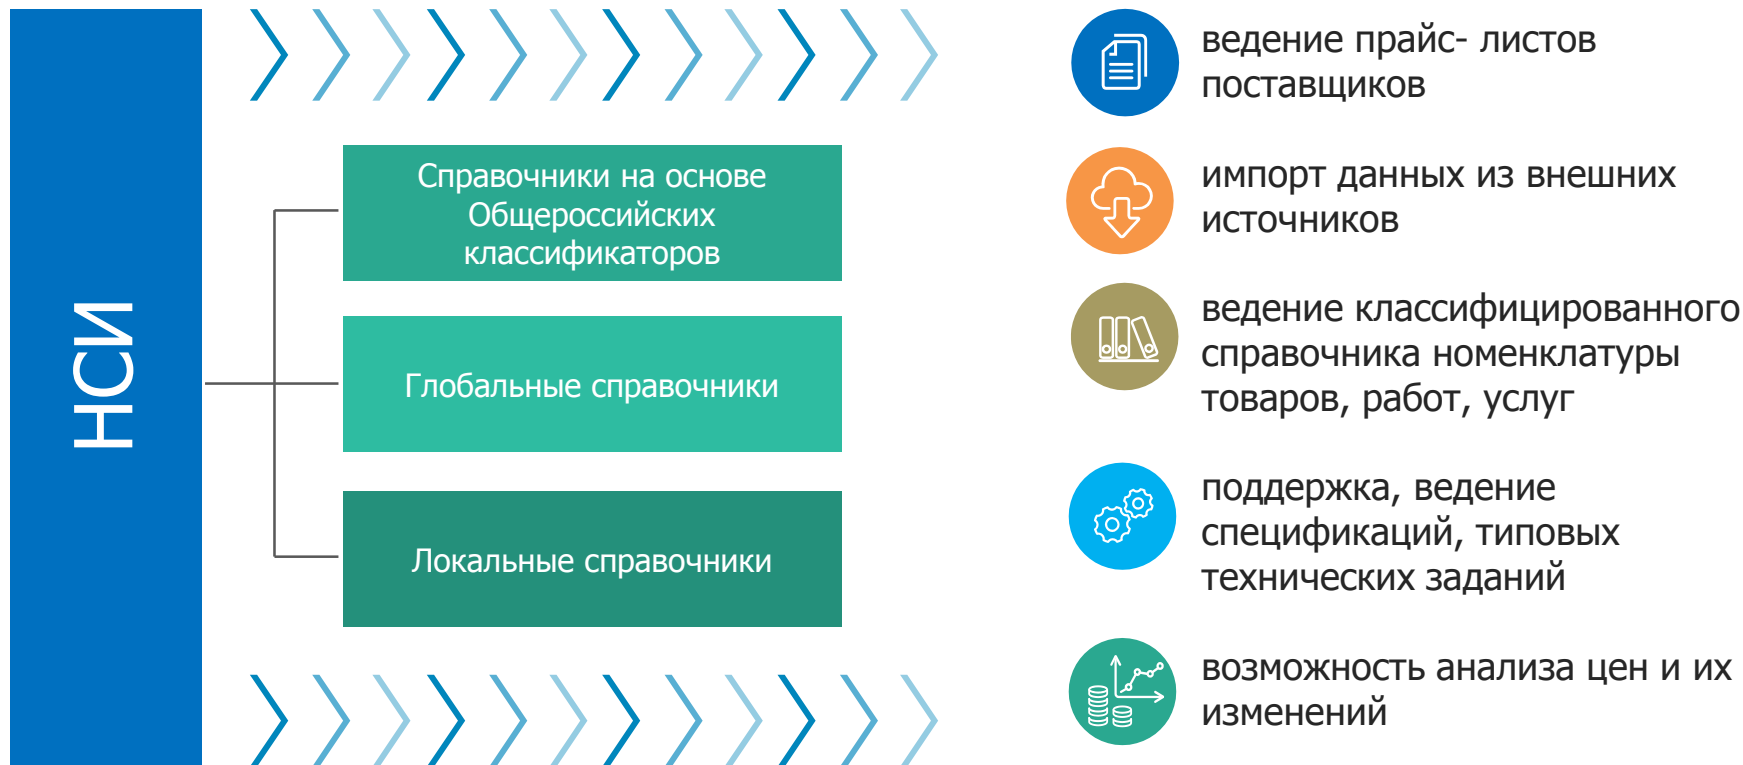 НСИ
Справочники на основе
Общероссийских
классификаторов
Глобальные справочники
Локальные справочники
ведение прайс- листов
поставщиков
импорт данных из внешних
источников
ведение классифицированного
справочника номенклатуры
товаров, работ, услуг
поддержка, ведение
спецификаций, типовых
технических заданий
возможность анализа цен и их
изменений